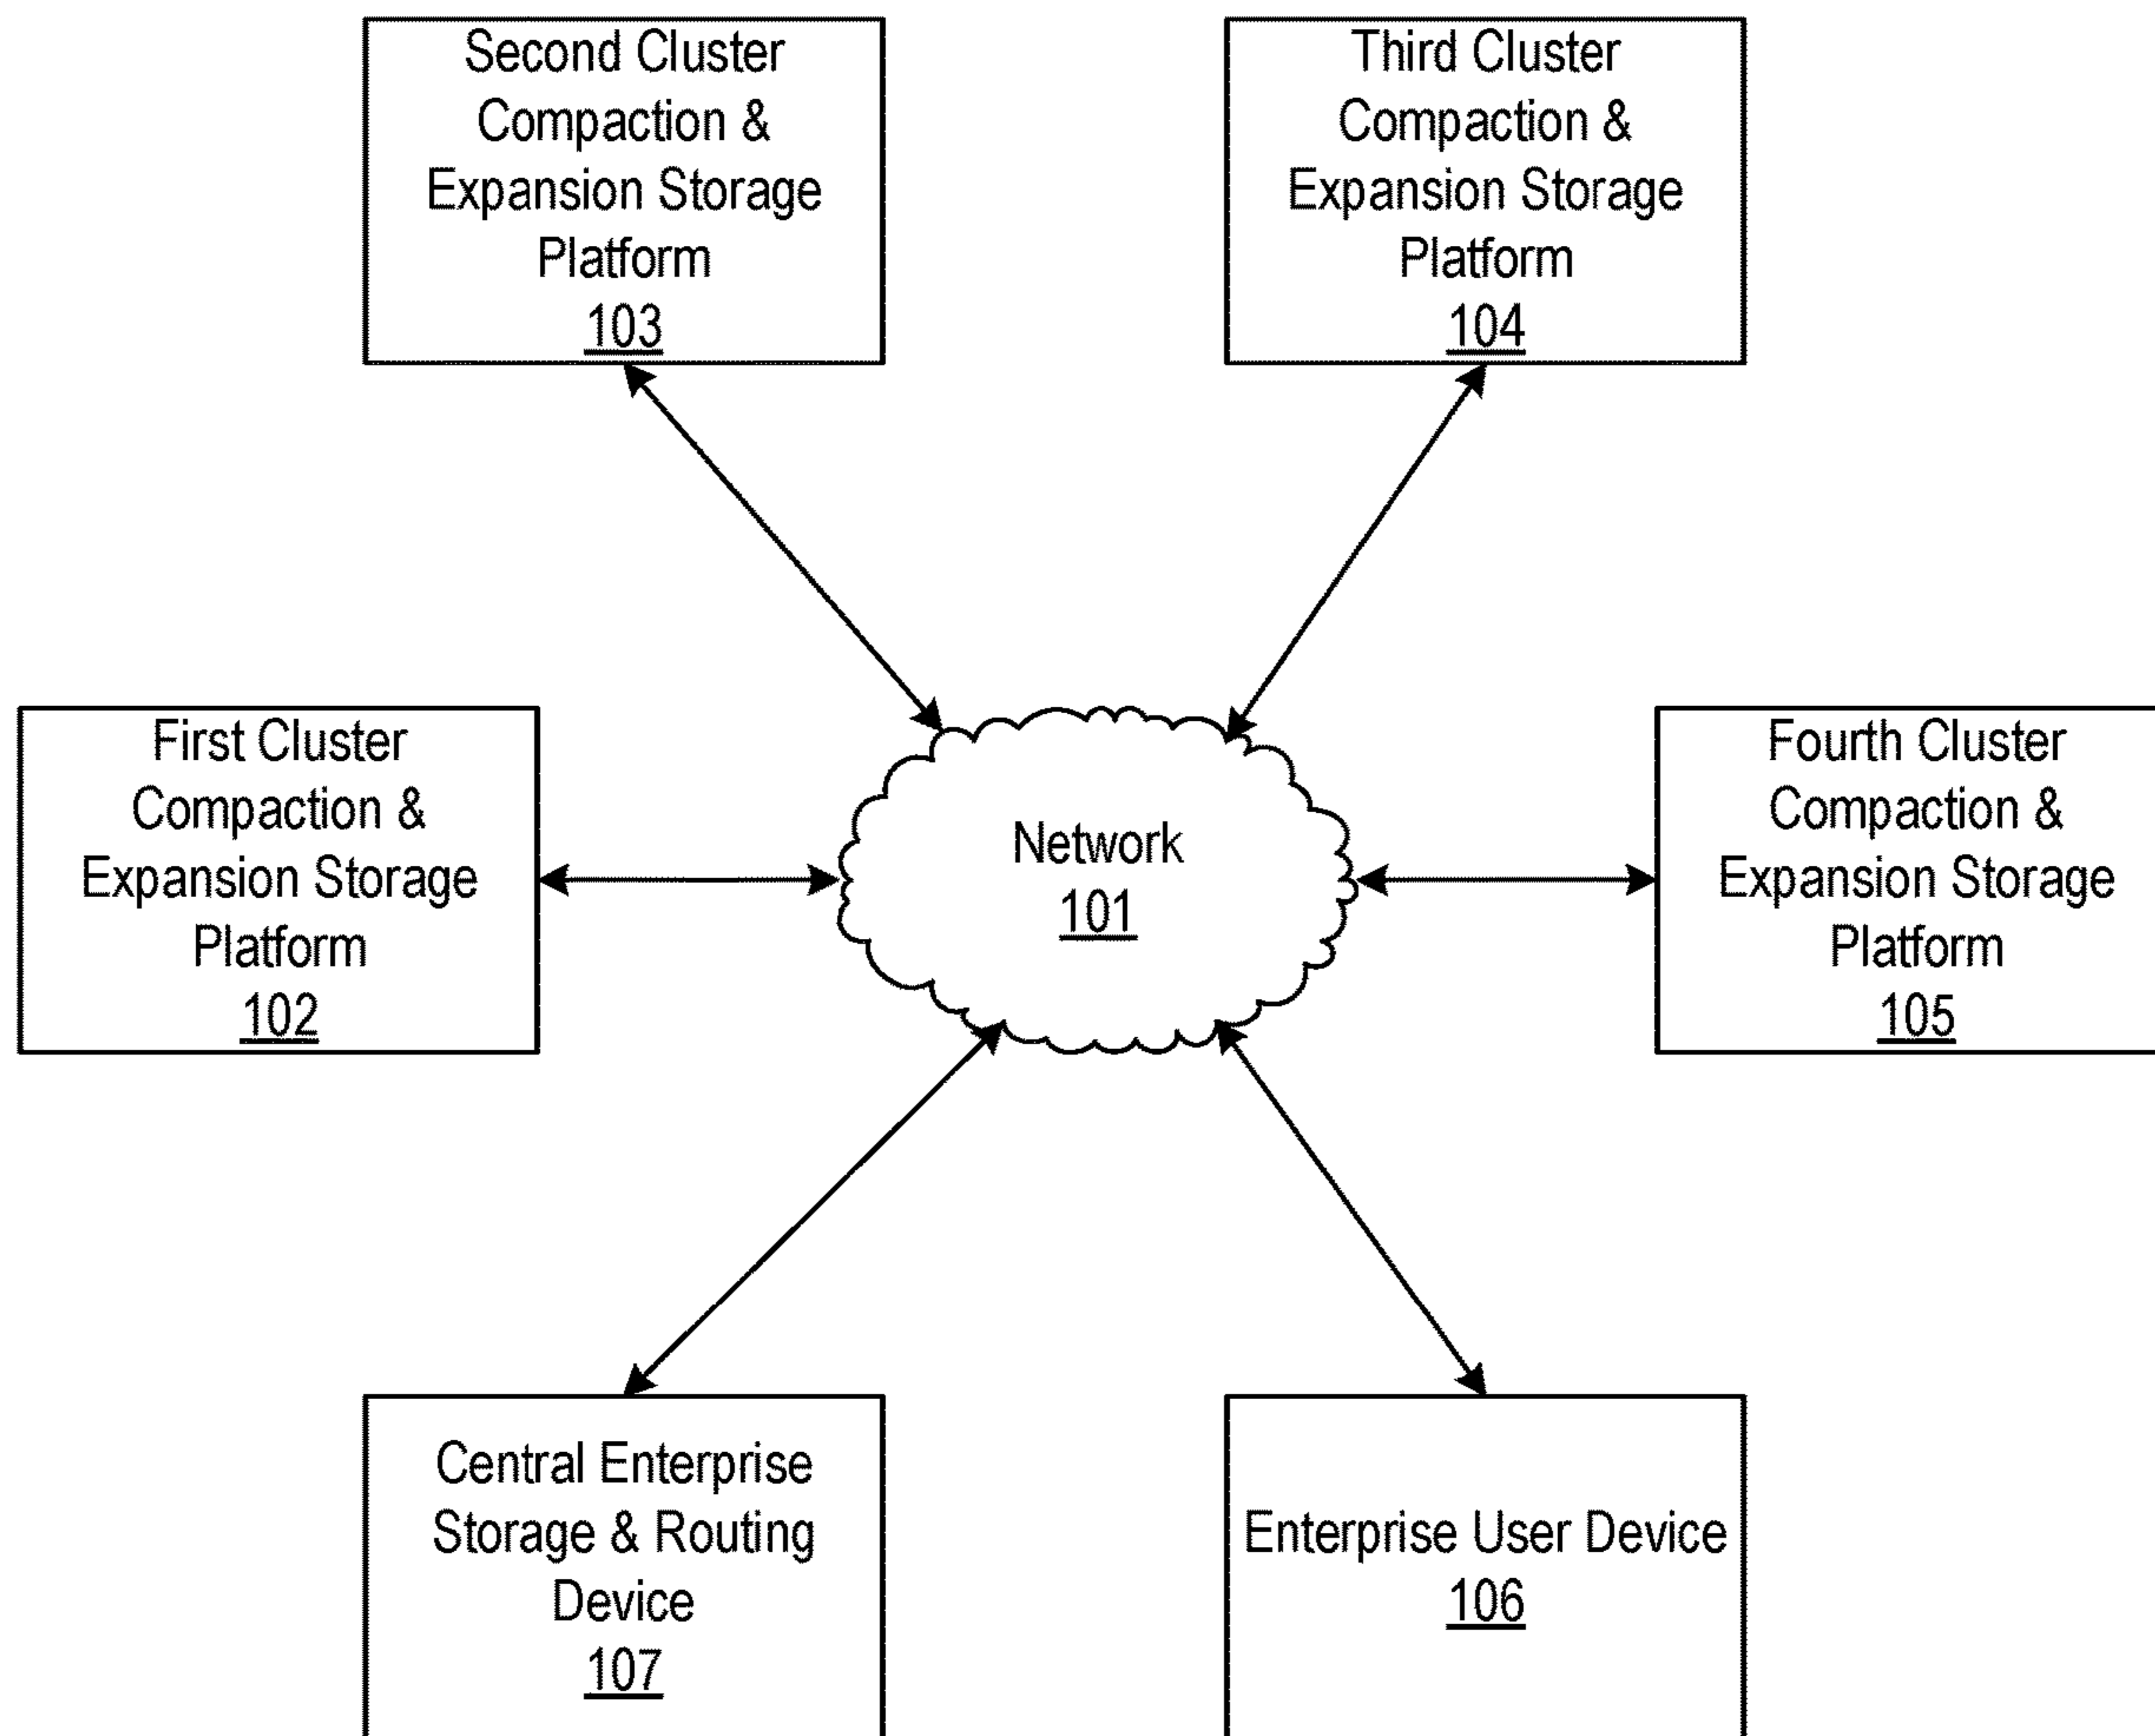 Second Cluster
Compaction &
Expansion Storage
Platform
103
Third Cluster
Compaction &
Expansion Storage
Platform
104
First Cluster
Compaction &
Expansion Storage
Platform
102
Network
101
Fourth Cluster
Compaction &
Expansion Storage
Platform
105
Central Enterprise
Storage & Routing
Device
107
Enterprise User Device
106